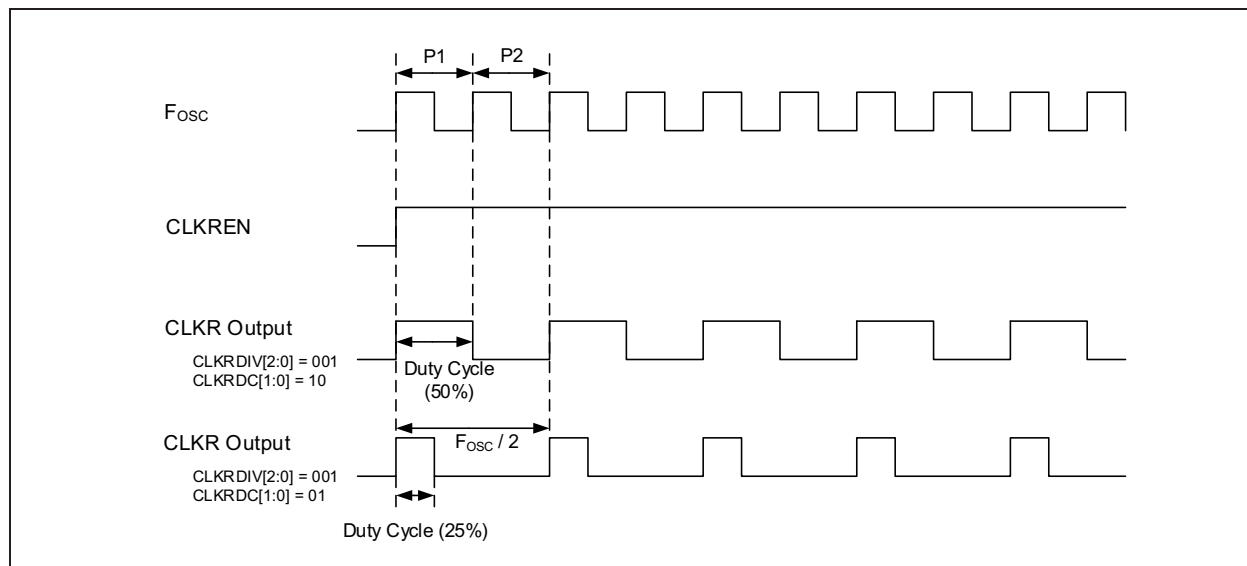 P1 P2
FOSC
CLKREN
CLKR Output
CLKRDIV[2:0] = 001
CLKRDC[1:0] = 10
Duty Cycle
(50%)
FOSC / 2
CLKR Output
CLKRDIV[2:0] = 001
CLKRDC[1:0] = 01
Duty Cycle (25%)